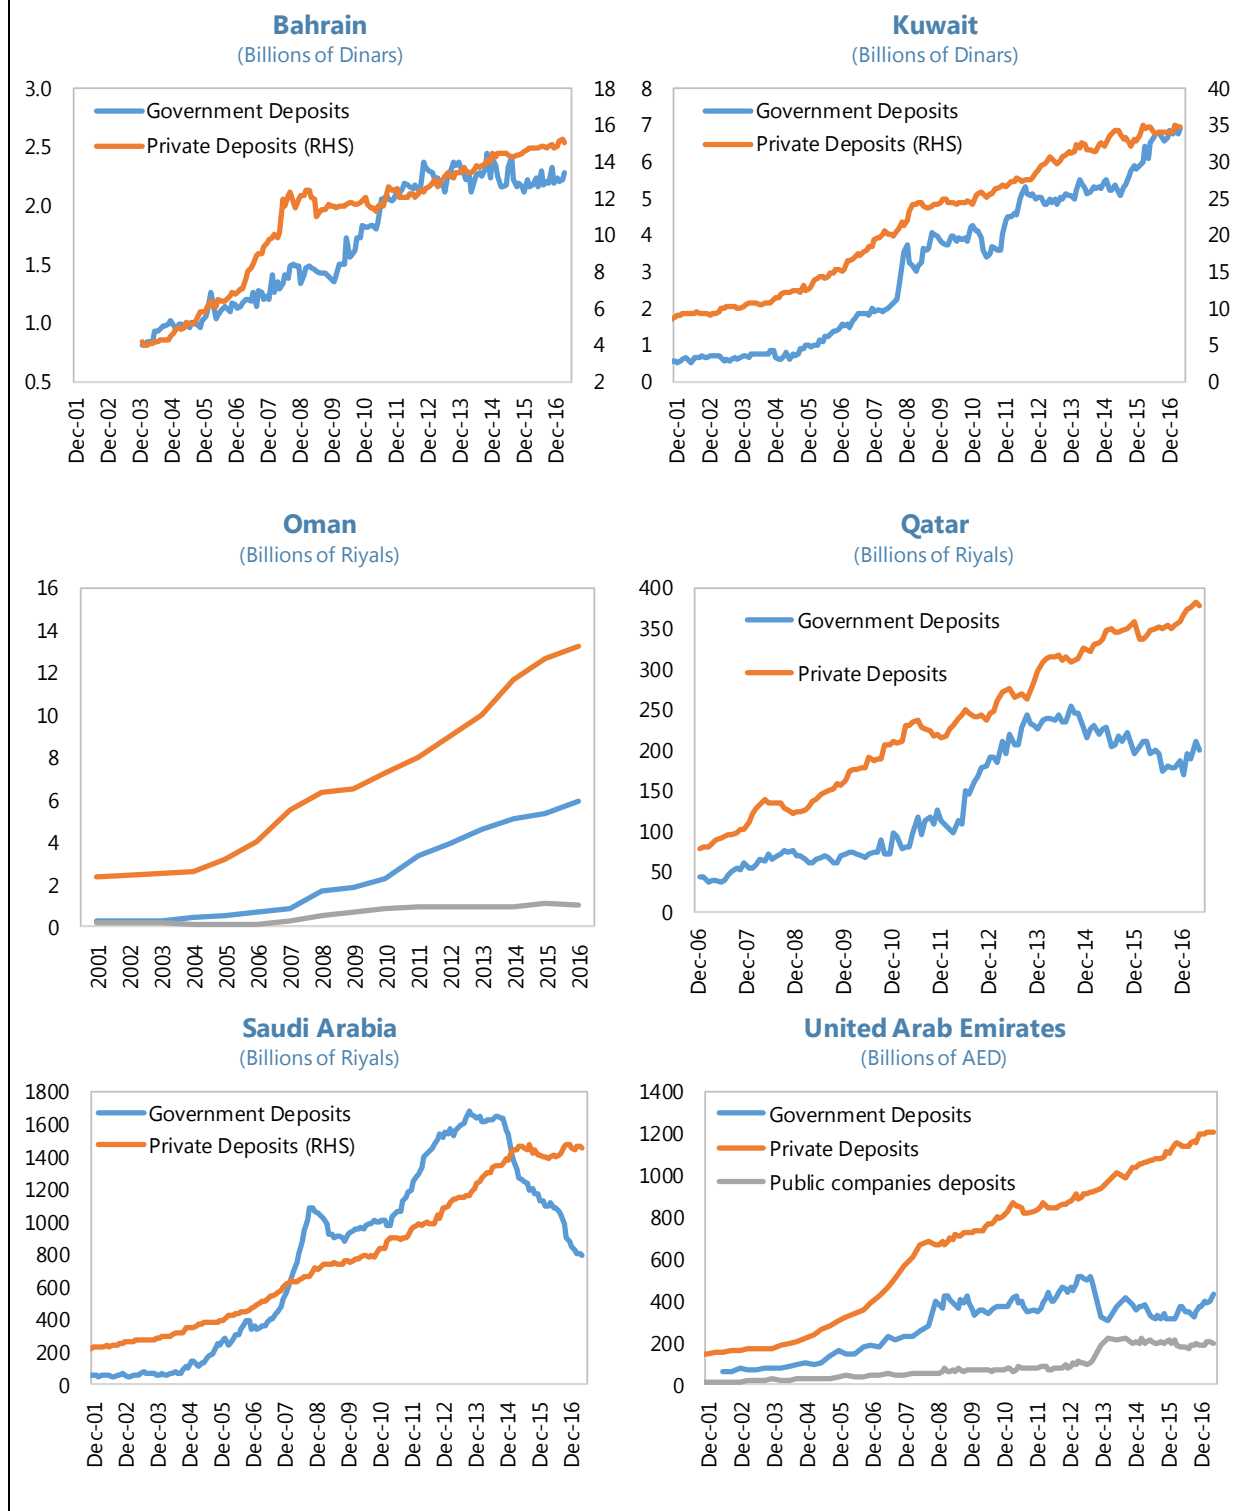 Bahrain
(Billions of Dinars)
3.0
2.5
2.0
1.5
1.0
0.5
18
16
14
12
10
8
6
4
2
Government Deposits
Private Deposits (RHS)
Dec-01
Dec-02
Dec-03
Dec-04
Dec-05
Dec-06
Dec-07
Dec-08
Dec-09
Dec-10
Dec-11
Dec-12
Dec-13
Dec-14
Dec-15
Dec-16
Kuwait
(Billions of Dinars)
8
7
6
5
4
3
2
1
0
40
35
30
25
20
15
10
5
0
Government Deposits
Private Deposits (RHS)
Dec-01
Dec-02
Dec-03
Dec-04
Dec-05
Dec-06
Dec-07
Dec-08
Dec-09
Dec-10
Dec-11
Dec-12
Dec-13
Dec-14
Dec-15
Dec-16
Oman
(Billions of Riyals)
16
14
12
10
8
6
4
2
0
2001
2002
2003
2004
2005
2006
2007
2008
2009
2010
2011
2012
2013
2014
2015
2016
Qatar
(Billions of Riyals)
400
350
300
250
200
150
100
50
0
Government Deposits
Private Deposits
Dec-06
Dec-07
Dec-08
Dec-09
Dec-10
Dec-11
Dec-12
Dec-13
Dec-14
Dec-15
Dec-16
Saudi Arabia
(Billions of Riyals)
1800
1600
1400
1200
1000
800
600
400
200
0
Government Deposits
Private Deposits (RHS)
Dec-01
Dec-02
Dec-03
Dec-04
Dec-05
Dec-06
Dec-07
Dec-08
Dec-09
Dec-10
Dec-11
Dec-12
Dec-13
Dec-14
Dec-15
Dec-16
United Arab Emirates
(Billions of AED)
1400
1200
1000
800
600
400
200
0
Government Deposits
Private Deposits
Public companies deposits
Dec-01
Dec-02
Dec-03
Dec-04
Dec-05
Dec-06
Dec-07
Dec-08
Dec-09
Dec-10
Dec-11
Dec-12
Dec-13
Dec-14
Dec-15
Dec-16